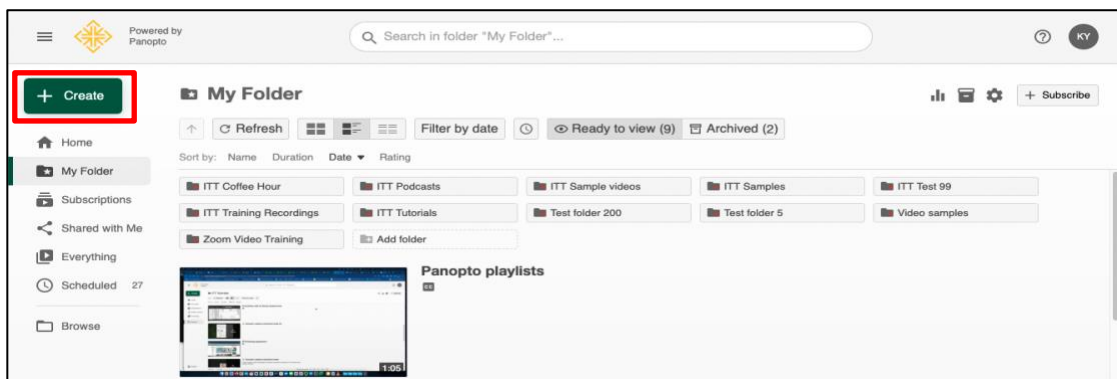 Powered by
Panopto
Search in folder "My Folder"...
KY
+ Create
My Folder
+ Subscribe
Refresh
Filter by date
Ready to view (9)
Archived (2)
Home
My Folder
Subscriptions
Shared with Me
Everything
Scheduled 27
Browse
Sort by: Name Duration Date ▼ Rating
ITT Coffee Hour
ITT Podcasts
ITT Sample videos
ITT Samples
ITT Test 99
ITT Training Recordings
ITT Tutorials
Test folder 200
Test folder 5
Video samples
Zoom Video Training
Add folder
Panopto playlists
CC
1:05